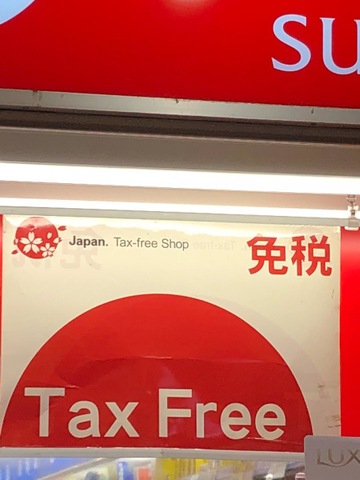 su
Japan. Tax-free Shop
免税
Tax Free
LUX